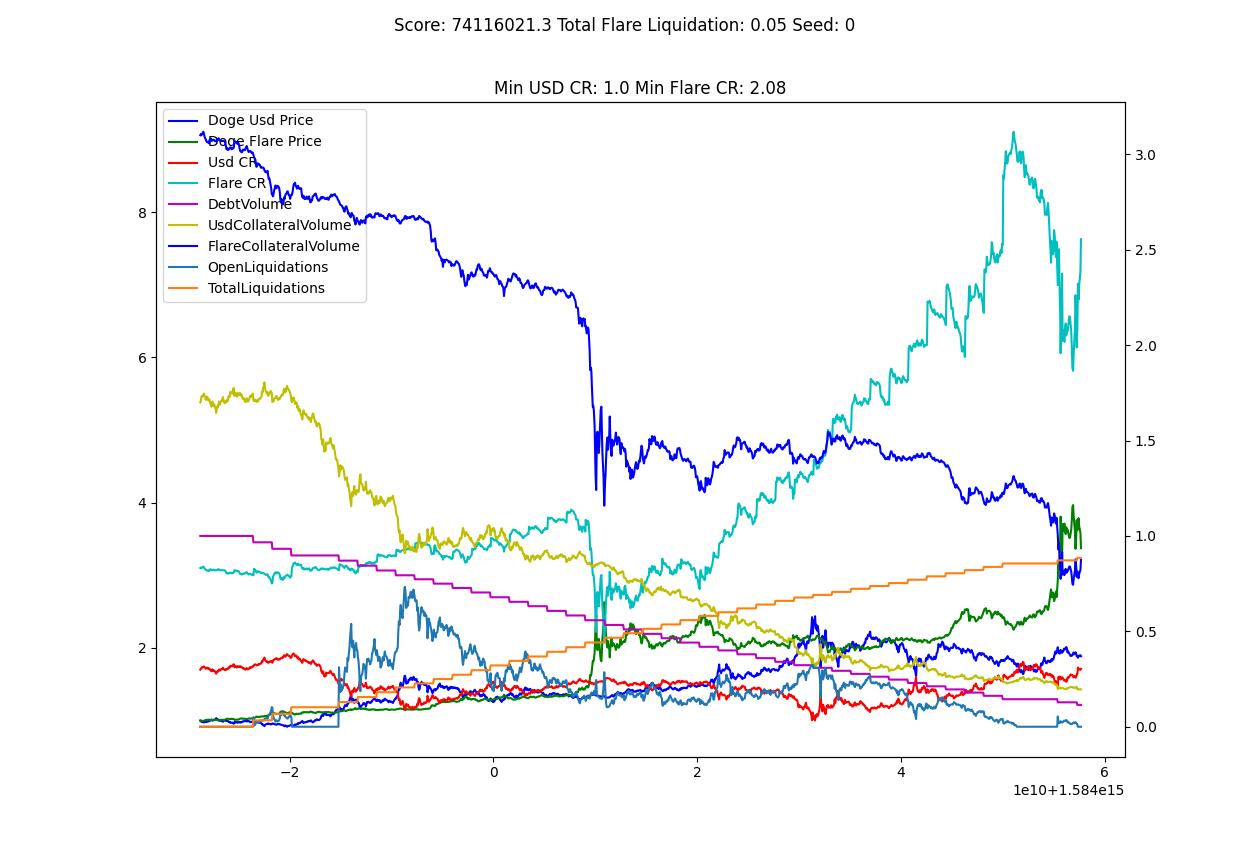 Score: 74116021.3 Total Flare Liquidation: 0.05 Seed: 0
Min USD CR: 1.0 Min Flare CR: 2.08
Doge Usd Price
Doge Flare Price
Usd CR
Flare CR
DebtVolume
UsdCollateralVolume
FlareCollateralVolume
OpenLiquidations
TotalLiquidations
8
6
4
2
3.0
2.5
2.0
1.5
1.0
0.5
0.0
−2
0
2
4
6
1e10+1.584e15